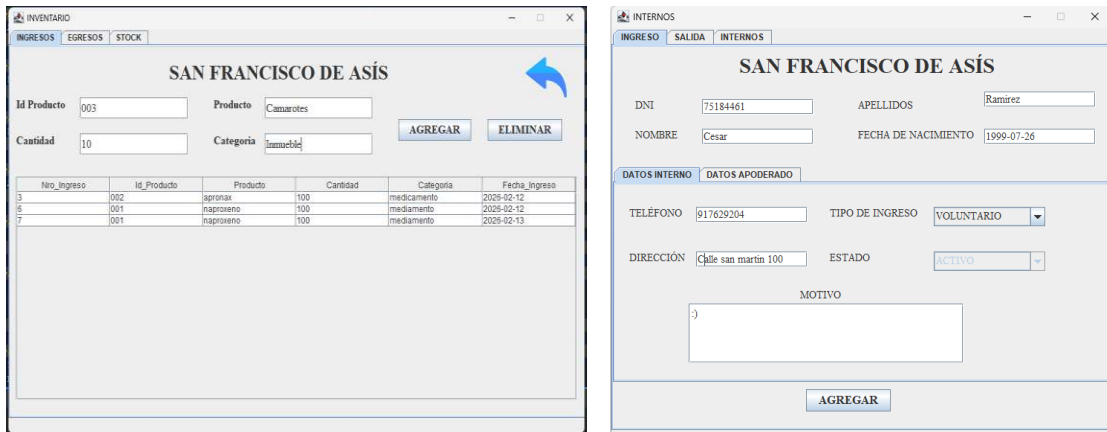 INVENTARIO
INGRESOS EGRESOS STOCK
SAN FRANCISCO DE ASÍS
Id Producto 003 Producto Camarotes
Cantidad 10 Categoria Inmueble AGREGAR ELIMINAR
Nro_Ingreso Id_Producto Producto Cantidad Categoria Fecha_Ingreso
3 002 apronax 100 medicamento 2026-02-12
6 001 naproxeno 100 mediamento 2026-02-12
7 001 naproxeno 100 mediamento 2026-02-13
INTERNOS
INGRESO SALIDA INTERNOS
SAN FRANCISCO DE ASÍS
DNI 75184461 APELLIDOS Ramirez
NOMBRE Cesar FECHA DE NACIMIENTO 1999-07-26
DATOS INTERNO DATOS APODERADO
TELÉFONO 917629204 TIPO DE INGRESO VOLUNTARIO
DIRECCIÓN Calle san martin 100 ESTADO ACTIVO
MOTIVO
:)
AGREGAR